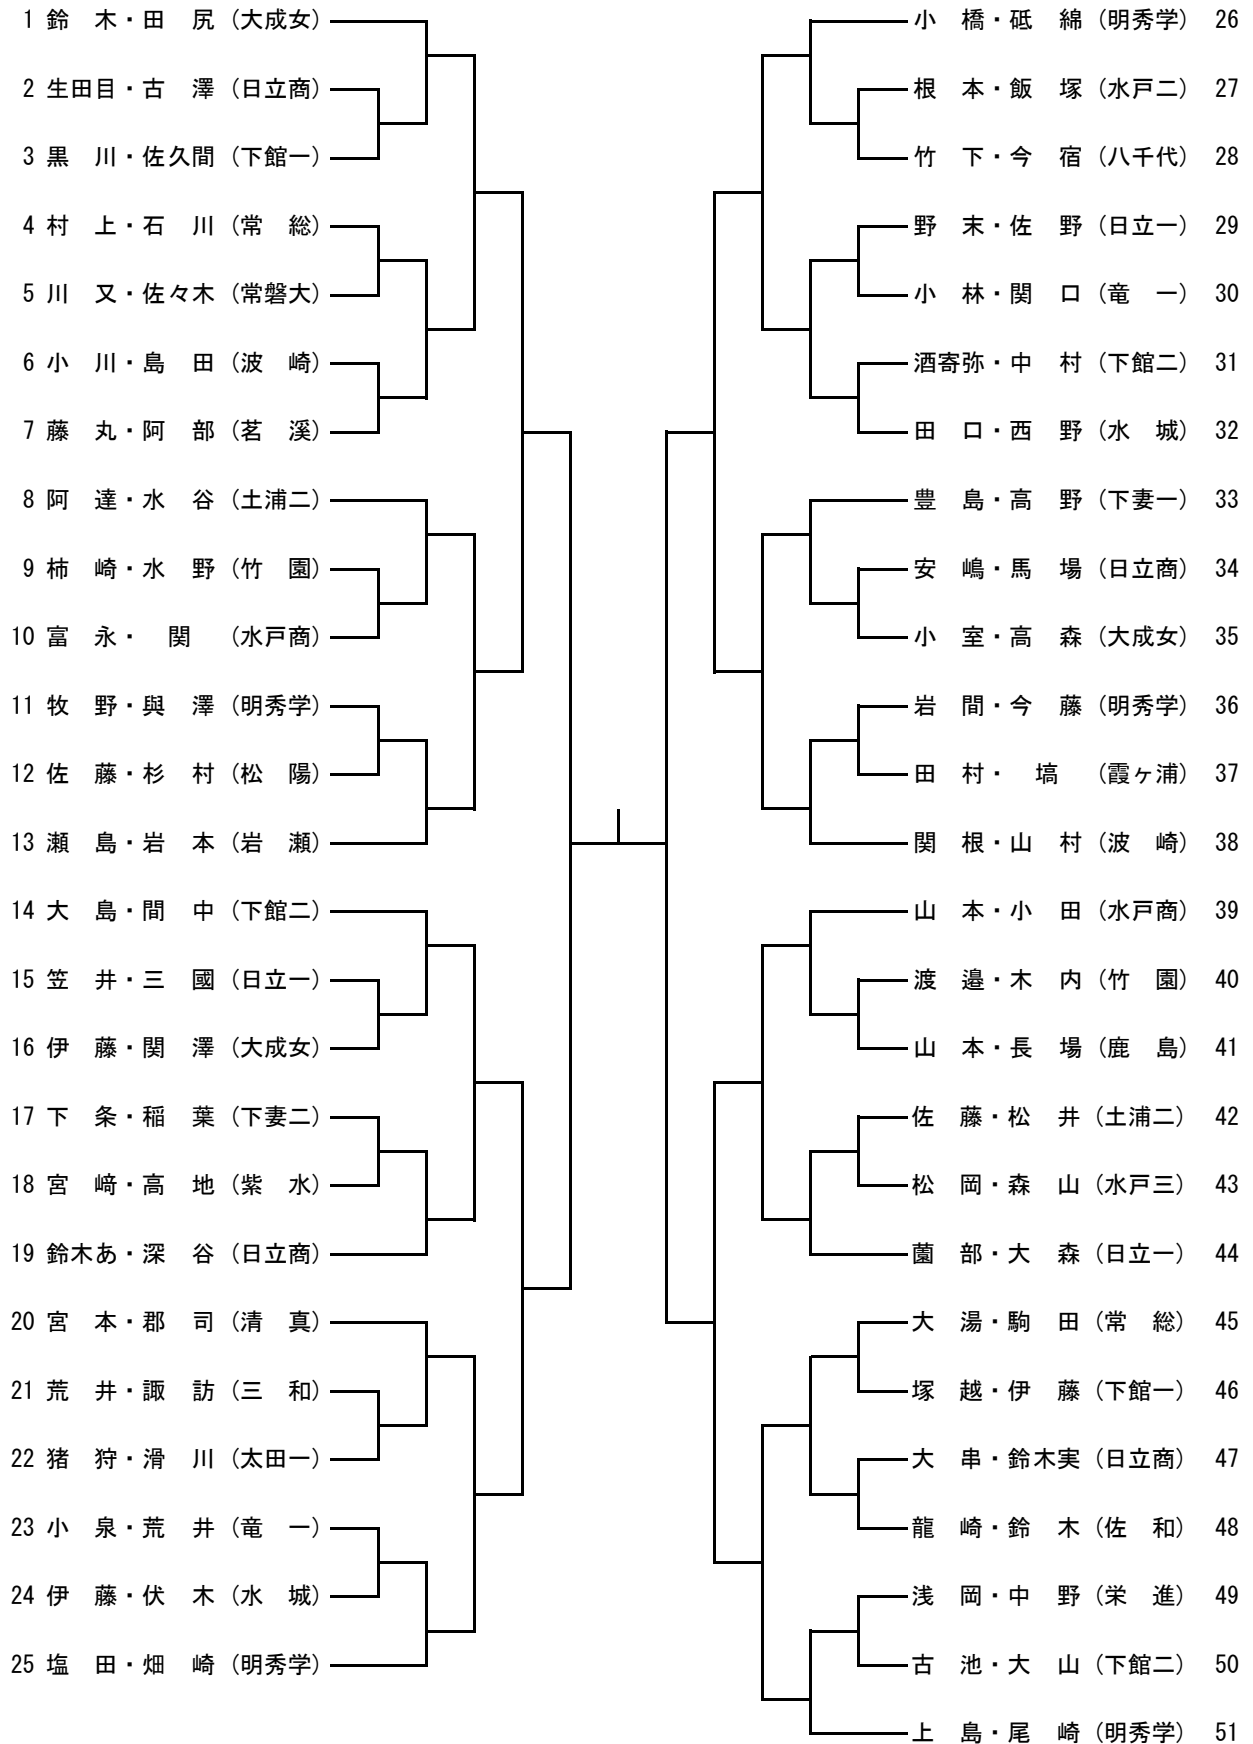 1 鈴　木・田　尻（大成女）
2 生田目・古　澤（日立商）
3 黒　川・佐久間（下館一）
4 村　上・石　川（常　総）
5 川　又・佐々木（常磐大）
6 小　川・島　田（波　崎）
7 藤　丸・阿　部（茗　溪）
8 阿　達・水　谷（土浦二）
9 柿　崎・水　野（竹　園）
10 富　永・　関　（水戸商）
11 牧　野・與　澤（明秀学）
12 佐　藤・杉　村（松　陽）
13 瀬　島・岩　本（岩　瀬）
14 大　島・間　中（下館二）
15 笠　井・三　國（日立一）
16 伊　藤・関　澤（大成女）
17 下　条・稲　葉（下妻二）
18 宮　﨑・高　地（紫　水）
19 鈴木あ・深　谷（日立商）
20 宮　本・郡　司（清　真）
21 荒　井・諏　訪（三　和）
22 猪　狩・滑　川（太田一）
23 小　泉・荒　井（竜　一）
24 伊　藤・伏　木（水　城）
25 塩　田・畑　崎（明秀学）
小　橋・砥　綿（明秀学） 26
根　本・飯　塚（水戸二） 27
竹　下・今　宿（八千代） 28
野　末・佐　野（日立一） 29
小　林・関　口（竜　一） 30
酒寄弥・中　村（下館二） 31
田　口・西　野（水　城） 32
豊　島・高　野（下妻一） 33
安　嶋・馬　場（日立商） 34
小　室・高　森（大成女） 35
岩　間・今　藤（明秀学） 36
田　村・　塙　（霞ヶ浦） 37
関　根・山　村（波　崎） 38
山　本・小　田（水戸商） 39
渡　邉・木　内（竹　園） 40
山　本・長　場（鹿　島） 41
佐　藤・松　井（土浦二） 42
松　岡・森　山（水戸三） 43
薗　部・大　森（日立一） 44
大　湯・駒　田（常　総） 45
塚　越・伊　藤（下館一） 46
大　串・鈴木実（日立商） 47
龍　崎・鈴　木（佐　和） 48
浅　岡・中　野（栄　進） 49
古　池・大　山（下館二） 50
上　島・尾　崎（明秀学） 51